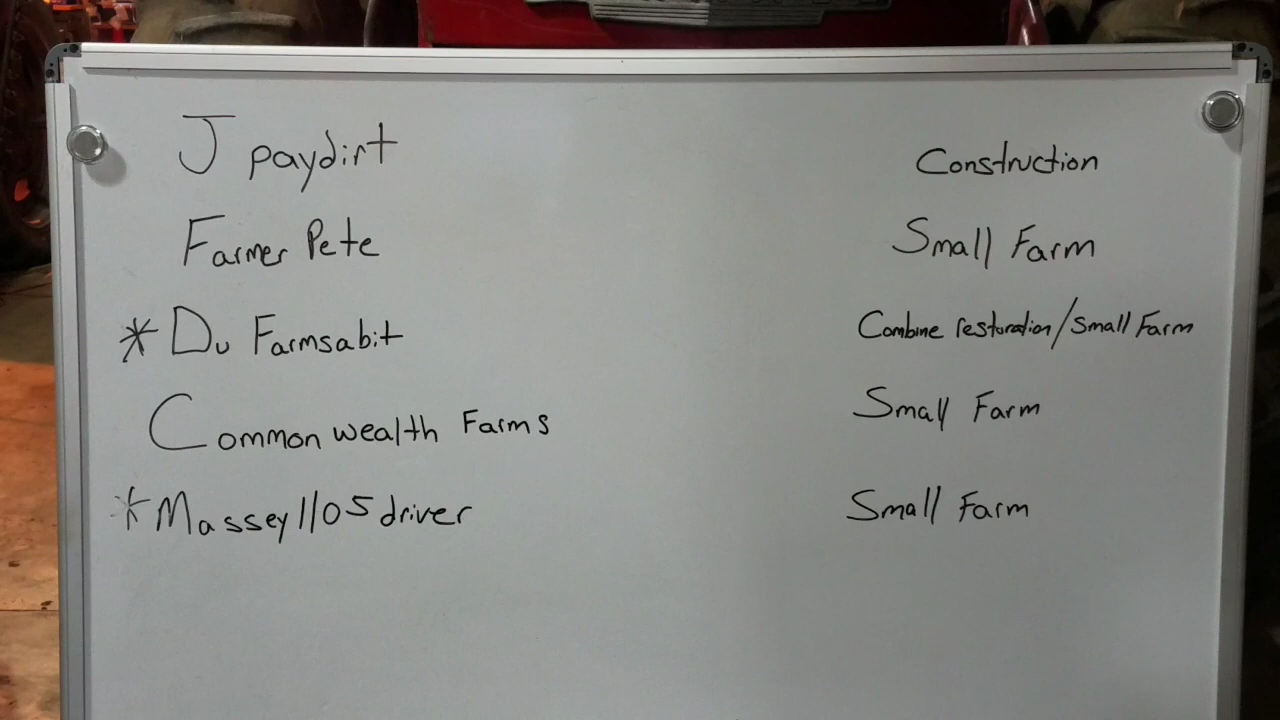 J paydirt Construction
Farmer Pete Small Farm
* Du Farmsabit Combine restoration/Small Farm
Commonwealth Farms Small Farm
* Massey1105driver Small Farm